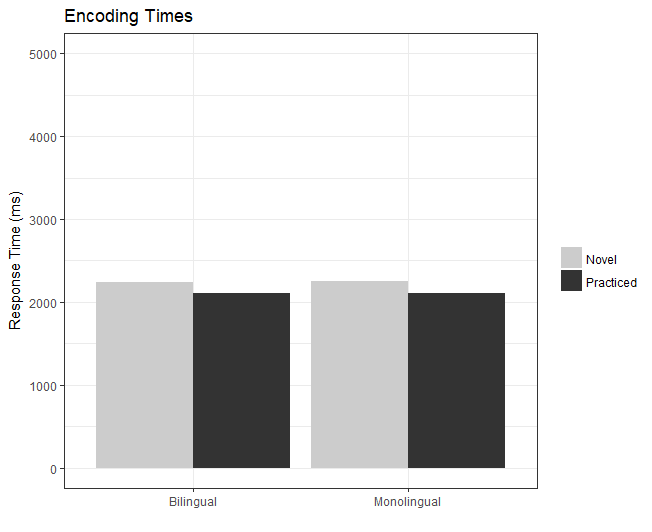 Encoding Times
Response Time (ms)
5000
4000
3000
2000
1000
0
Bilingual Monolingual
Novel
Practiced